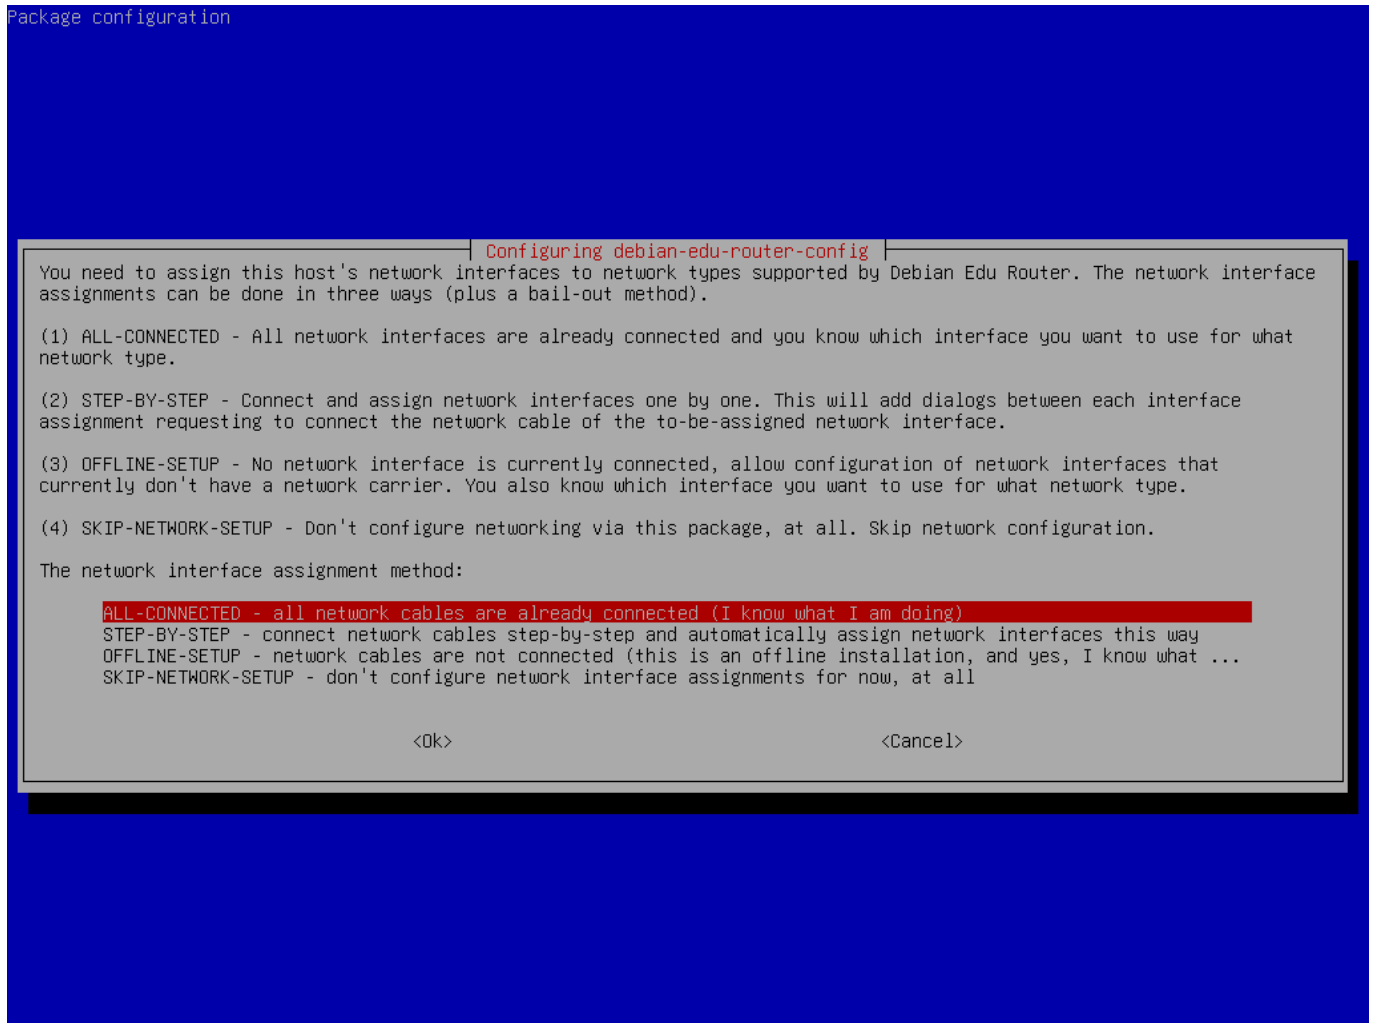 Package configuration
Configuring debian-edu-router-config
You need to assign this host's network interfaces to network types supported by Debian Edu Router. The network interface
assignments can be done in three ways (plus a bail-out method).
(1) ALL-CONNECTED - All network interfaces are already connected and you know which interface you want to use for what
network type.
(2) STEP-BY-STEP - Connect and assign network interfaces one by one. This will add dialogs between each interface
assignment requesting to connect the network cable of the to-be-assigned network interface.
(3) OFFLINE-SETUP - No network interface is currently connected, allow configuration of network interfaces that
currently don't have a network carrier. You also know which interface you want to use for what network type.
(4) SKIP-NETWORK-SETUP - Don't configure networking via this package, at all. Skip network configuration.
The network interface assignment method:
ALL-CONNECTED - all network cables are already connected (I know what I am doing)
STEP-BY-STEP - connect network cables step-by-step and automatically assign network interfaces this way
OFFLINE-SETUP - network cables are not connected (this is an offline installation, and yes, I know what ...
SKIP-NETWORK-SETUP - don't configure network interface assignments for now, at all
<Ok> <Cancel>